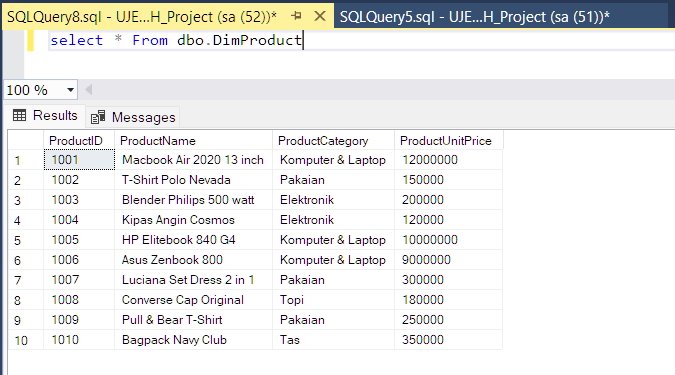 SQLQuery8.sql - UJE...H_Project (sa (52))* SQLQuery5.sql - UJE...H_Project (sa (51))*
select * From dbo.DimProduct
100 %
Results Messages
ProductID ProductName ProductCategory ProductUnitPrice
1 1001 Macbook Air 2020 13 inch Komputer & Laptop 12000000
2 1002 T-Shirt Polo Nevada Pakaian 150000
3 1003 Blender Philips 500 watt Elektronik 200000
4 1004 Kipas Angin Cosmos Elektronik 120000
5 1005 HP Elitebook 840 G4 Komputer & Laptop 10000000
6 1006 Asus Zenbook 800 Komputer & Laptop 9000000
7 1007 Luciana Set Dress 2 in 1 Pakaian 300000
8 1008 Converse Cap Original Topi 180000
9 1009 Pull & Bear T-Shirt Pakaian 250000
10 1010 Bagpack Navy Club Tas 350000